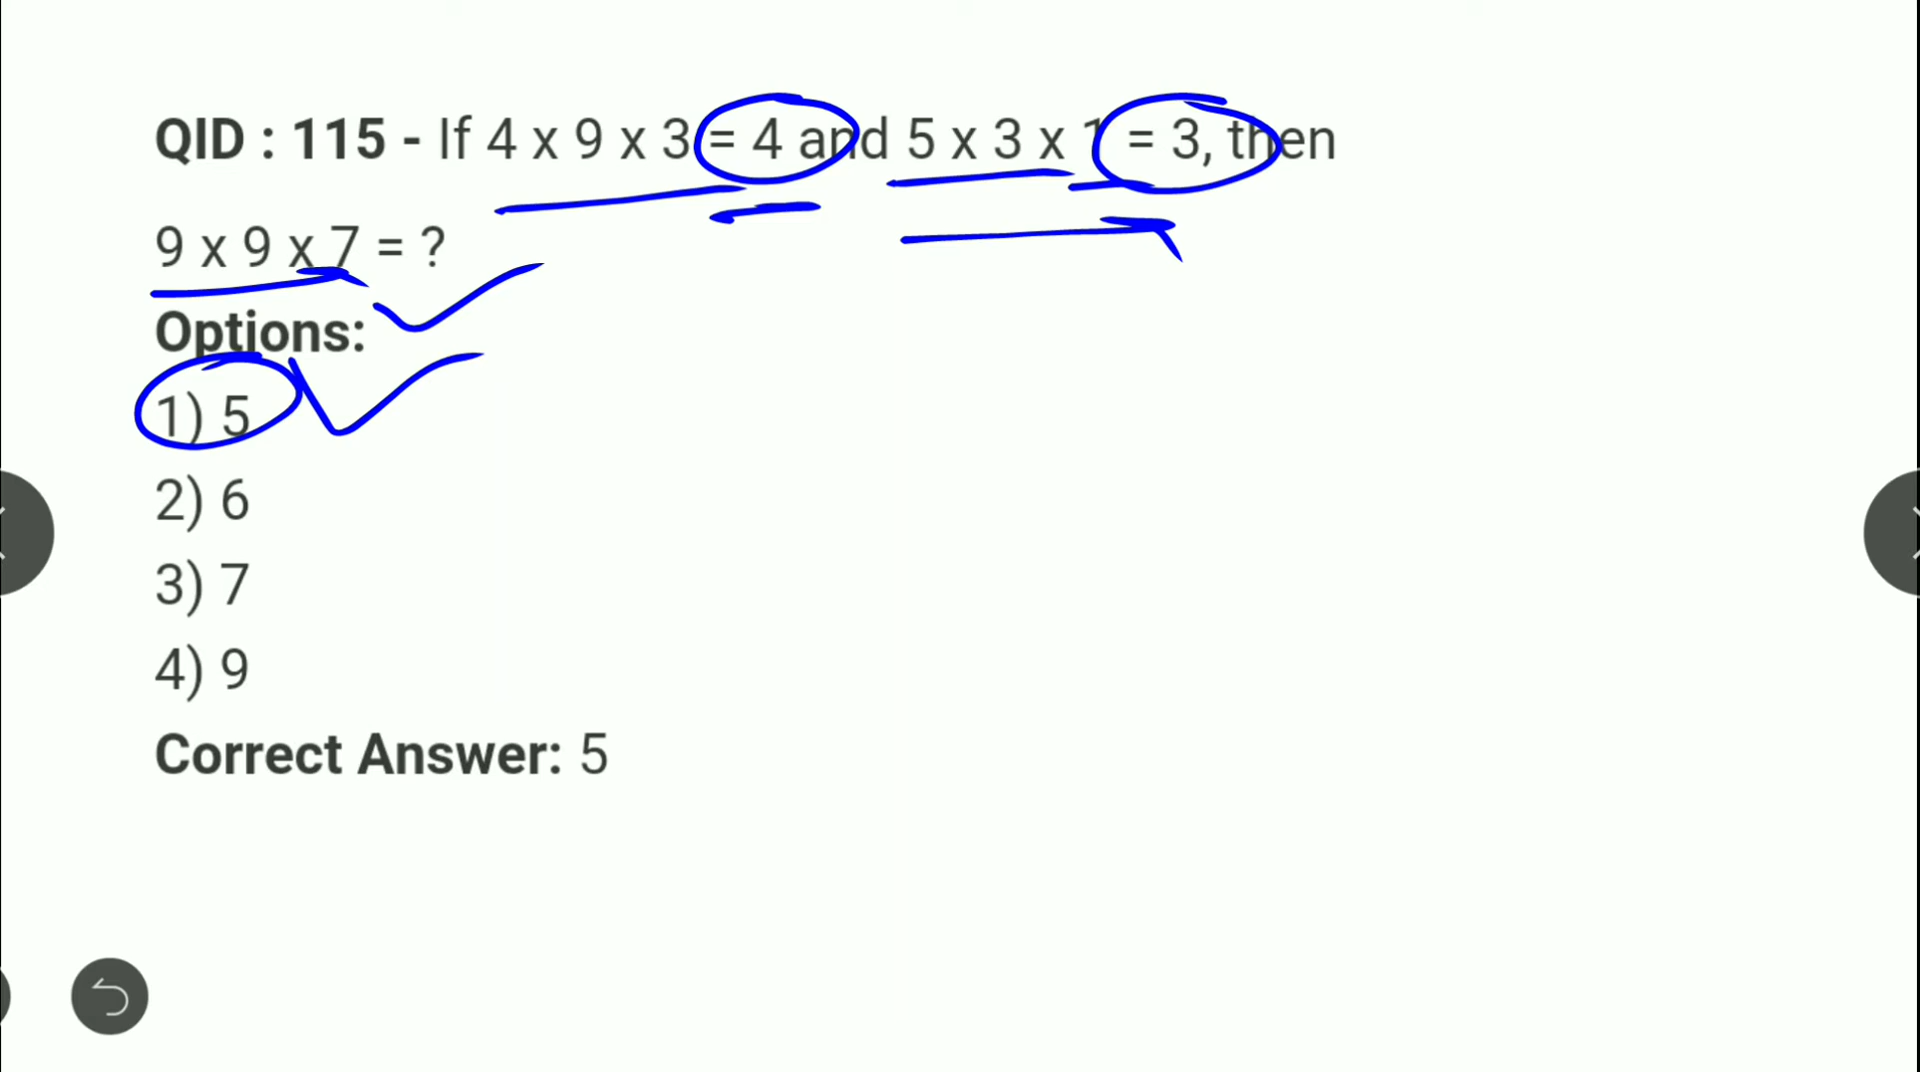 QID : 115 - If 4 x 9 x 3 = 4 and 5 x 3 x 1 = 3, then
9 x 9 x 7 = ?
Options:
1) 5
2) 6
3) 7
4) 9
Correct Answer: 5